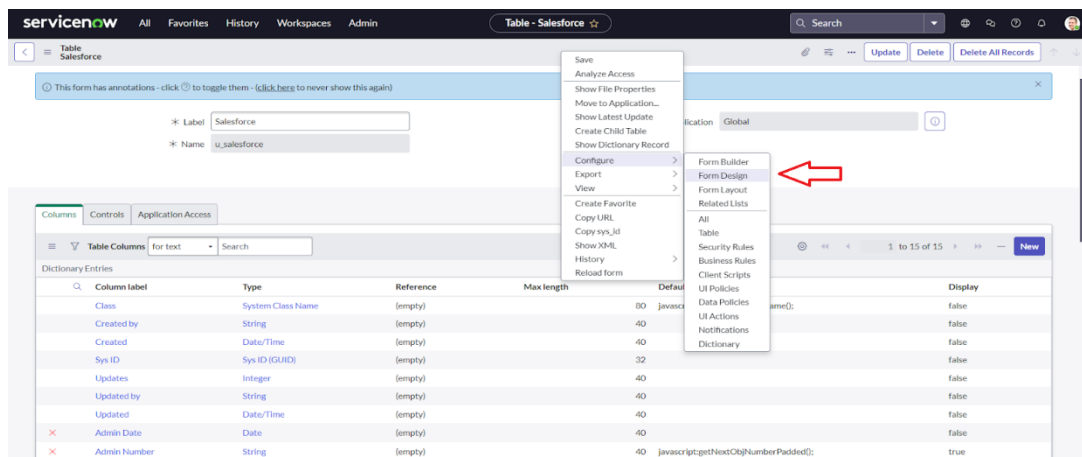 servicenow All Favorites History Workspaces Admin Table - Salesforce Search
Table
Salesforce
Update Delete Delete All Records
This form has annotations - click ? to toggle them - (click here to never show this again)
Label Salesforce
Name u_salesforce
Global
Save
Analyze Access
Show File Properties
Move to Application...
Show Latest Update
Create Child Table
Show Dictionary Record
Configure
Export
View
Create Favorite
Copy URL
Copy sys_id
Show XML
History
Reload form
Form Builder
Form Design
Form Layout
Related Lists
All
Table
Security Rules
Business Rules
Client Scripts
UI Policies
Data Policies
UI Actions
Notifications
Dictionary
Columns Controls Application Access
Table Columns for text Search 1 to 15 of 15 New
Dictionary Entries
Column label Type Reference Max length Display
Class System Class Name (empty) 80 false
Created by String (empty) 40 false
Created Date/Time (empty) 40 false
Sys ID Sys ID (GUID) (empty) 32 false
Updates Integer (empty) 40 false
Updated by String (empty) 40 false
Updated Date/Time (empty) 40 false
Admin Date Date (empty) 40 false
Admin Number String (empty) 40 javascript:getNextObjNumberPadded(); true